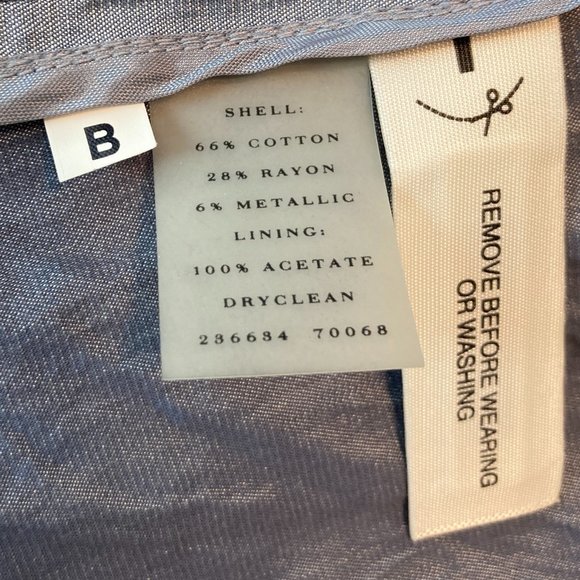 B
SHELL:
66% COTTON
28% RAYON
6% METALLIC
LINING:
100% ACETATE
DRYCLEAN
236634 70068
REMOVE BEFORE WEARING
OR WASHING